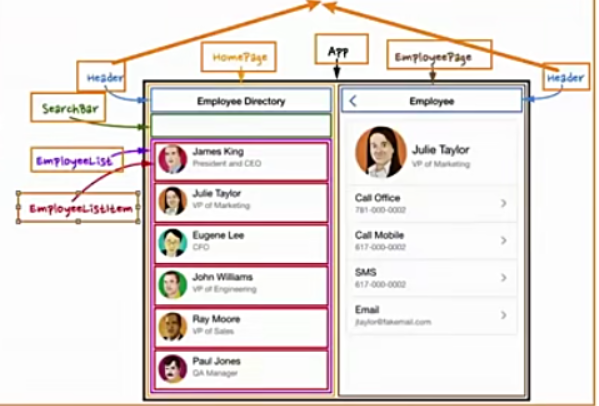 App
HomePage
EmployeePage
Header
Header
SearchBar
EmployeeList
EmployeeListItem
Employee Directory
James King
President and CEO
Julie Taylor
VP of Marketing
Eugene Lee
CFO
John Williams
VP of Engineering
Ray Moore
VP of Sales
Paul Jones
QA Manager
Employee
Julie Taylor
VP of Marketing
Call Office
781-000-0002
Call Mobile
617-000-0002
SMS
617-000-0002
Email
jtaylor@fakemail.com